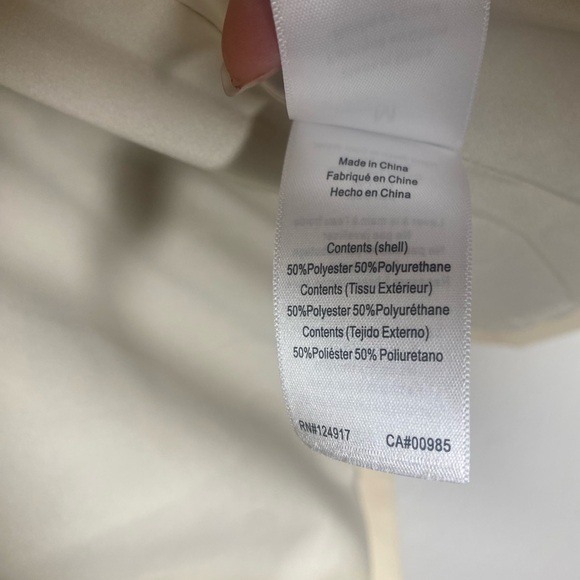 Made in China
Fabriqué en Chine
Hecho en China
Contents (shell)
50%Polyester 50%Polyurethane
Contents (Tissu Extérieur)
50%Polyester 50%Polyuréthane
Contents (Tejido Externo)
50%Poliéster 50% Poliuretano
RN#124917 CA#00985